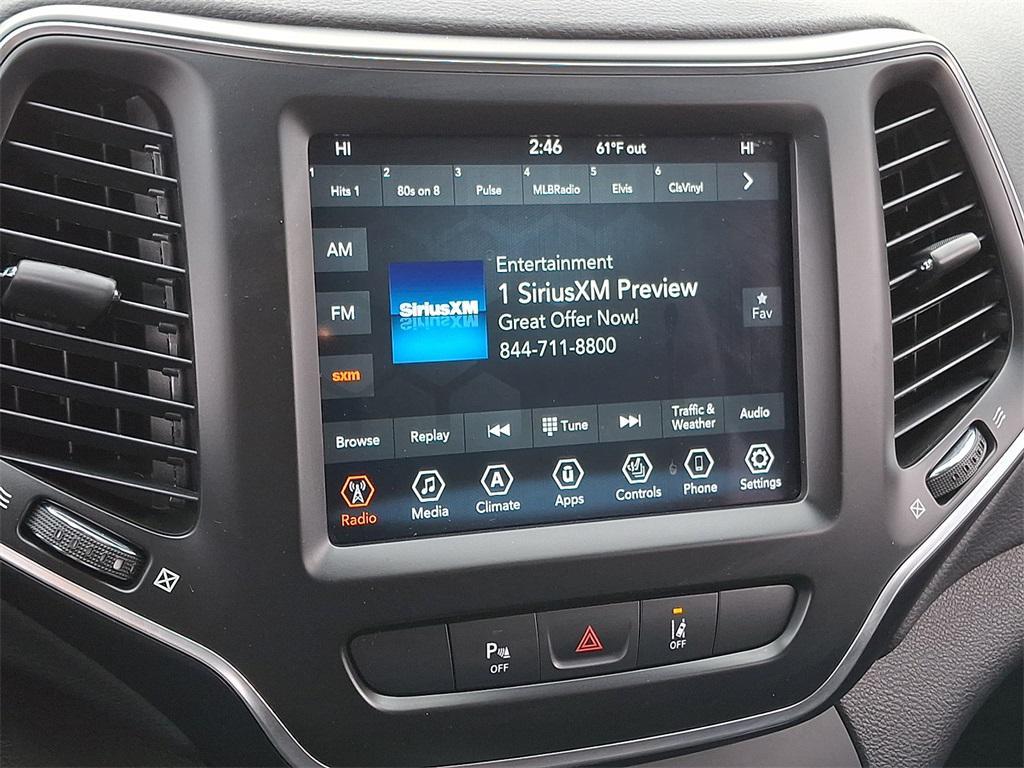 HI 2:46 61°F out HI
1 Hits 1 2 80s on 8 3 Pulse 4 MLBRadio 5 Elvis 6 ClsVinyl
AM
FM
sxm
SiriusXM
Entertainment
1 SiriusXM Preview
Great Offer Now!
844-711-8800
Fav
Browse Replay Tune Traffic & Weather Audio
Radio Media Climate Apps Controls Phone Settings
P OFF
OFF